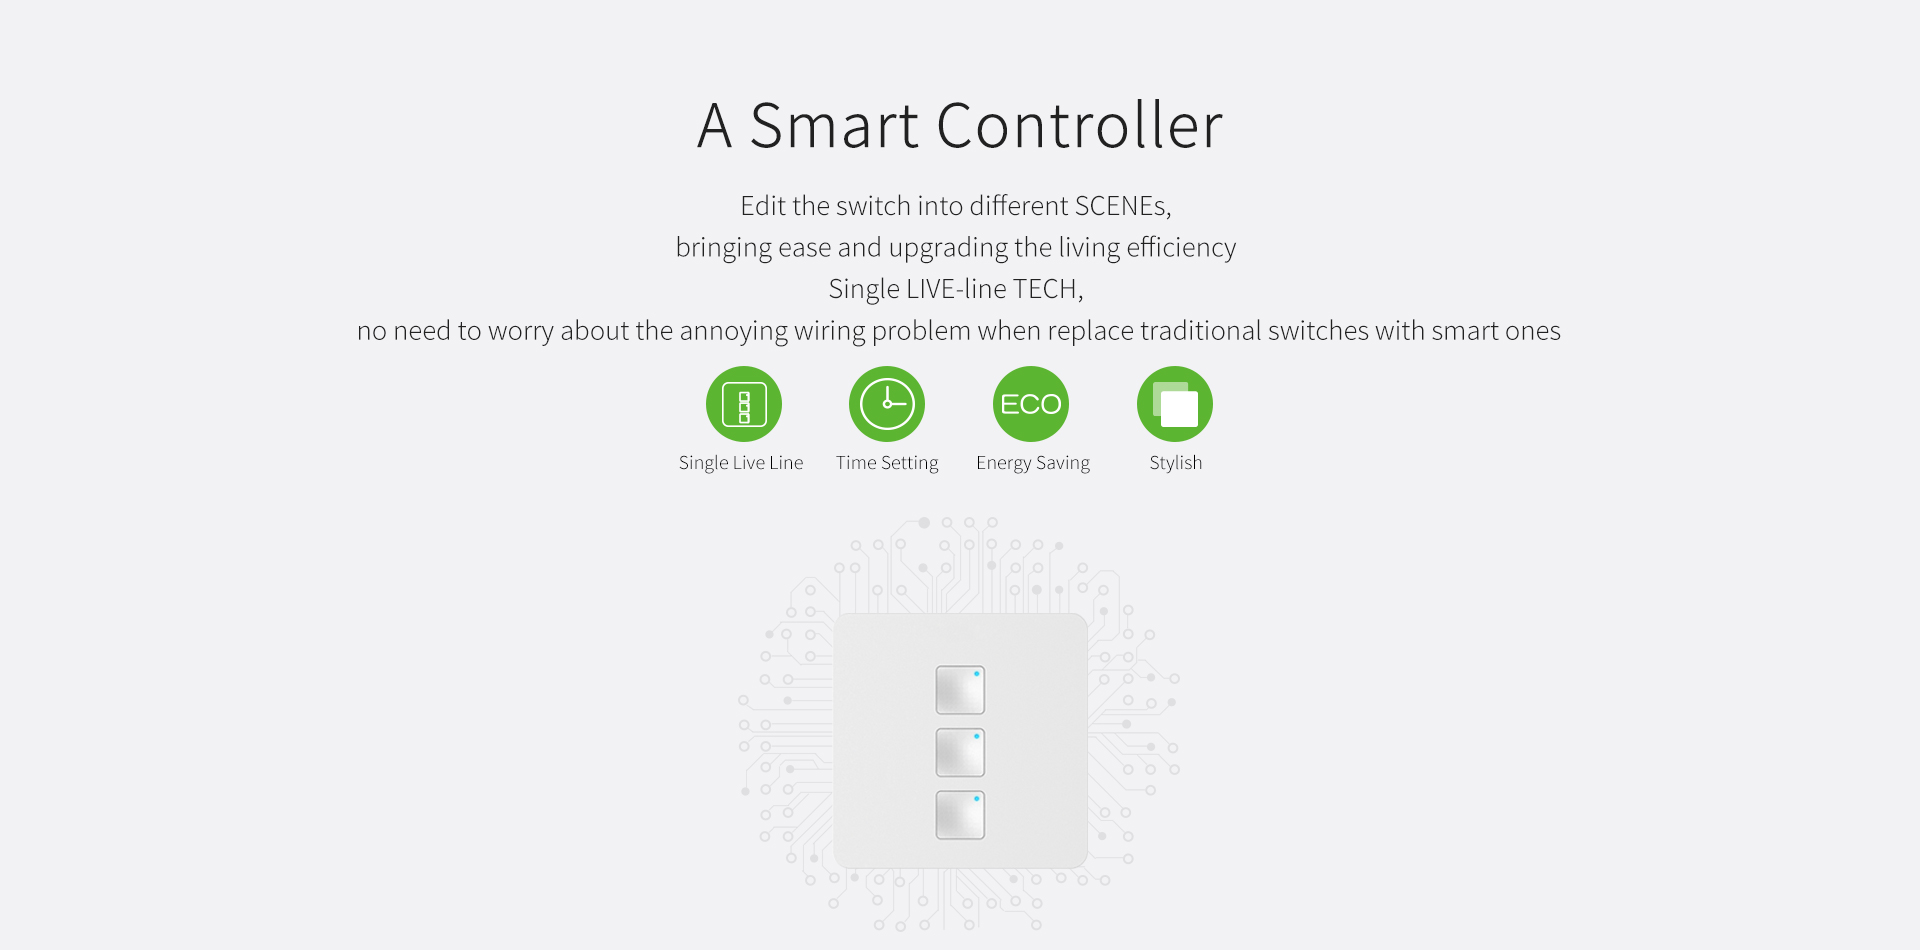 A Smart Controller
Edit the switch into different SCENEs,
bringing ease and upgrading the living efficiency
Single LIVE-line TECH,
no need to worry about the annoying wiring problem when replace traditional switches with smart ones
ECO
Single Live Line
Time Setting
Energy Saving
Stylish